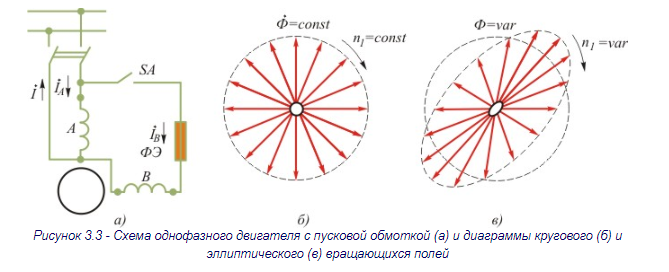 Φ̇=const
n₁=const
Φ=var
n₁=var
SA
İ
İA
A
İB
ФЭ
B
а)
б)
в)
Рисунок 3.3 - Схема однофазного двигателя с пусковой обмоткой (а) и диаграммы кругового (б) и
эллиптического (в) вращающихся полей